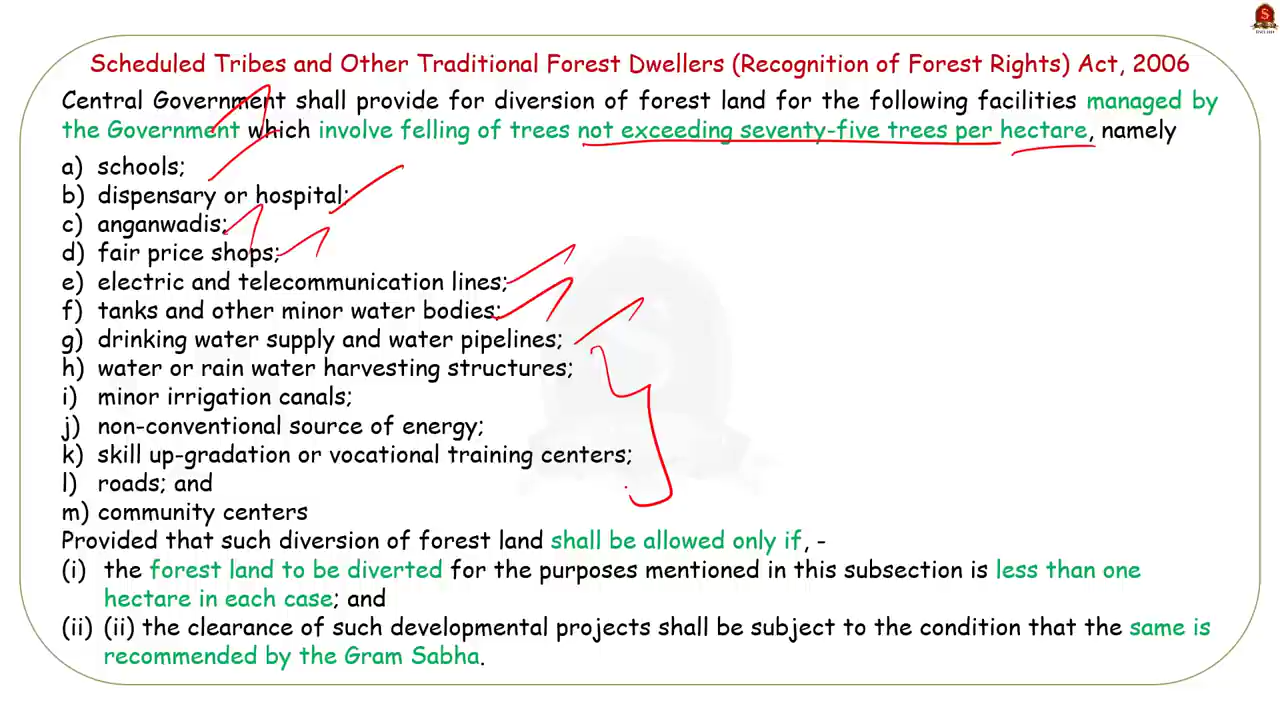 Scheduled Tribes and Other Traditional Forest Dwellers (Recognition of Forest Rights) Act, 2006
Central Government shall provide for diversion of forest land for the following facilities managed by
the Government which involve felling of trees not exceeding seventy-five trees per hectare, namely
a) schools;
b) dispensary or hospital;
c) anganwadis;
d) fair price shops;
e) electric and telecommunication lines;
f) tanks and other minor water bodies;
g) drinking water supply and water pipelines;
h) water or rain water harvesting structures;
i) minor irrigation canals;
j) non-conventional source of energy;
k) skill up-gradation or vocational training centers;
l) roads; and
m) community centers
Provided that such diversion of forest land shall be allowed only if, -
(i) the forest land to be diverted for the purposes mentioned in this subsection is less than one
hectare in each case; and
(ii) (ii) the clearance of such developmental projects shall be subject to the condition that the same is
recommended by the Gram Sabha.